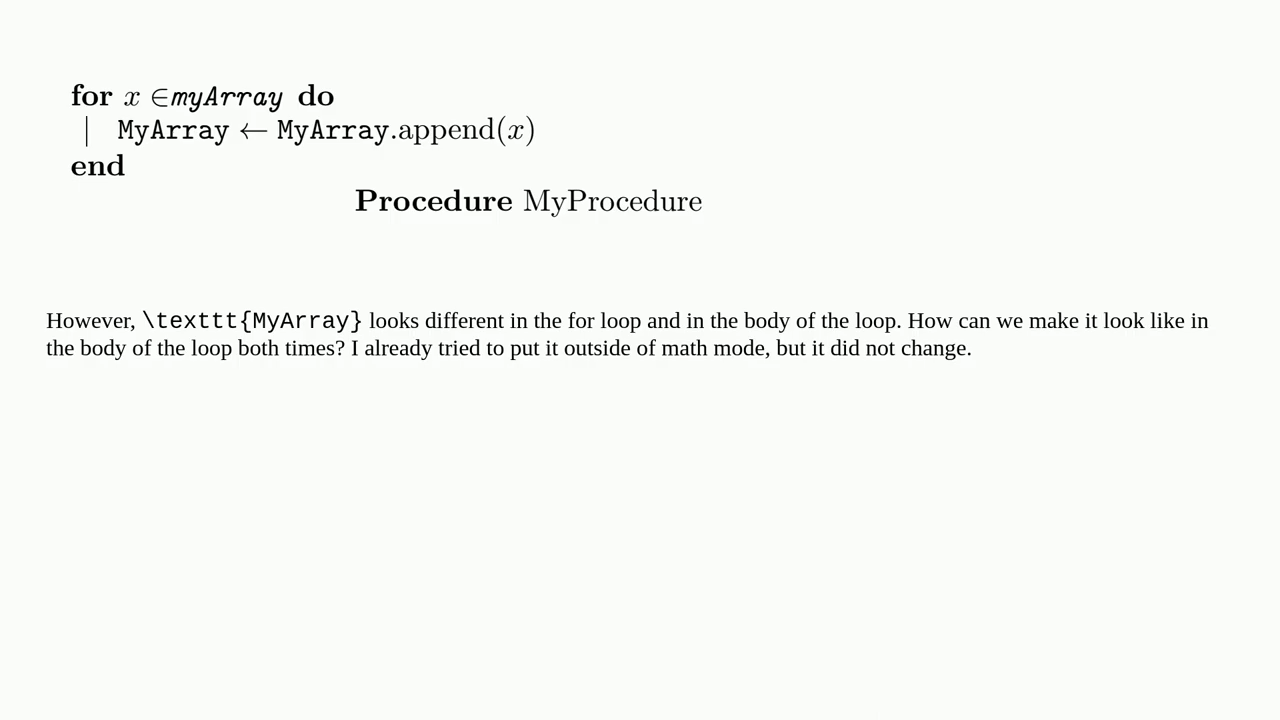 for x ∈myArray do
MyArray ← MyArray.append(x)
end
Procedure MyProcedure
However, \texttt{MyArray} looks different in the for loop and in the body of the loop. How can we make it look like in
the body of the loop both times? I already tried to put it outside of math mode, but it did not change.